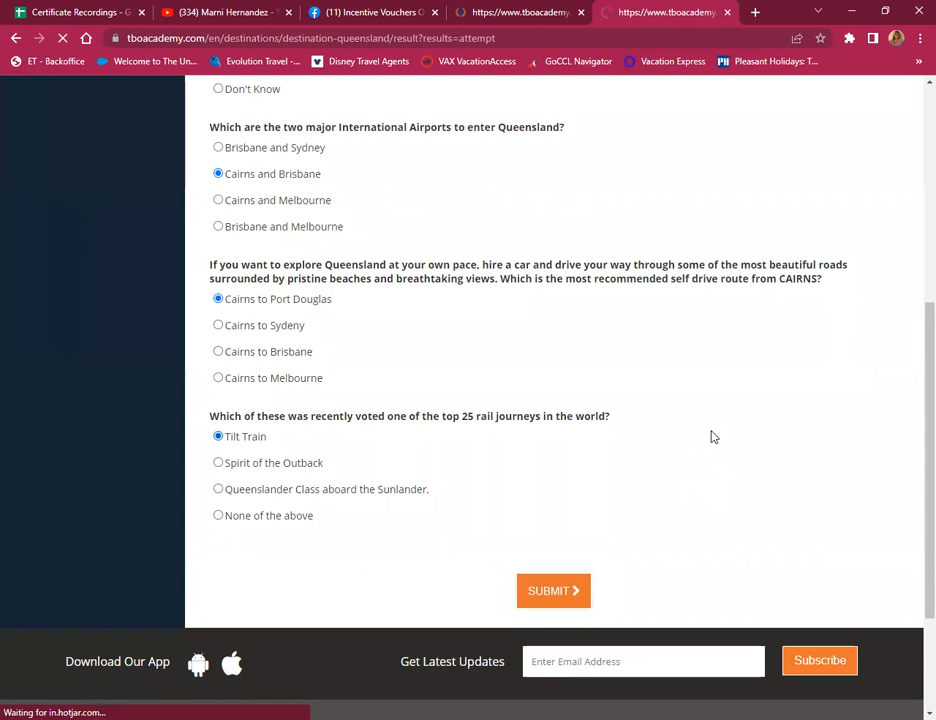 Certificate Recordings - G
(334) Marni Hernandez - 
(11) Incentive Vouchers O
https://www.tboacademy.
https://www.tboacademy.
tboacademy.com/en/destinations/destination-queensland/result?results=attempt
ET - Backoffice
Welcome to The Un...
Evolution Travel -...
Disney Travel Agents
VAX VacationAccess
GoCCL Navigator
Vacation Express
Pleasant Holidays: T...
»
Don't Know
Which are the two major International Airports to enter Queensland?
Brisbane and Sydney
Cairns and Brisbane
Cairns and Melbourne
Brisbane and Melbourne
If you want to explore Queensland at your own pace, hire a car and drive your way through some of the most beautiful roads
surrounded by pristine beaches and breathtaking views. Which is the most recommended self drive route from CAIRNS?
Cairns to Port Douglas
Cairns to Sydeny
Cairns to Brisbane
Cairns to Melbourne
Which of these was recently voted one of the top 25 rail journeys in the world?
Tilt Train
Spirit of the Outback
Queenslander Class aboard the Sunlander,
None of the above
SUBMIT
Download Our App
Get Latest Updates
Enter Email Address
Subscribe
Waiting for in.hotjar.com...